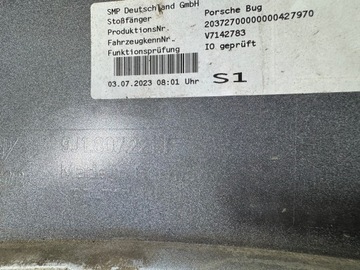 SMP Deutschland GmbH
Stoßfänger Porsche Bug
ProduktionsNr. 20372700000000427970
FahrzeugkennNr. V7142783
Funktionsprüfung IO geprüft
03.07.2023 08:01 Uhr S1